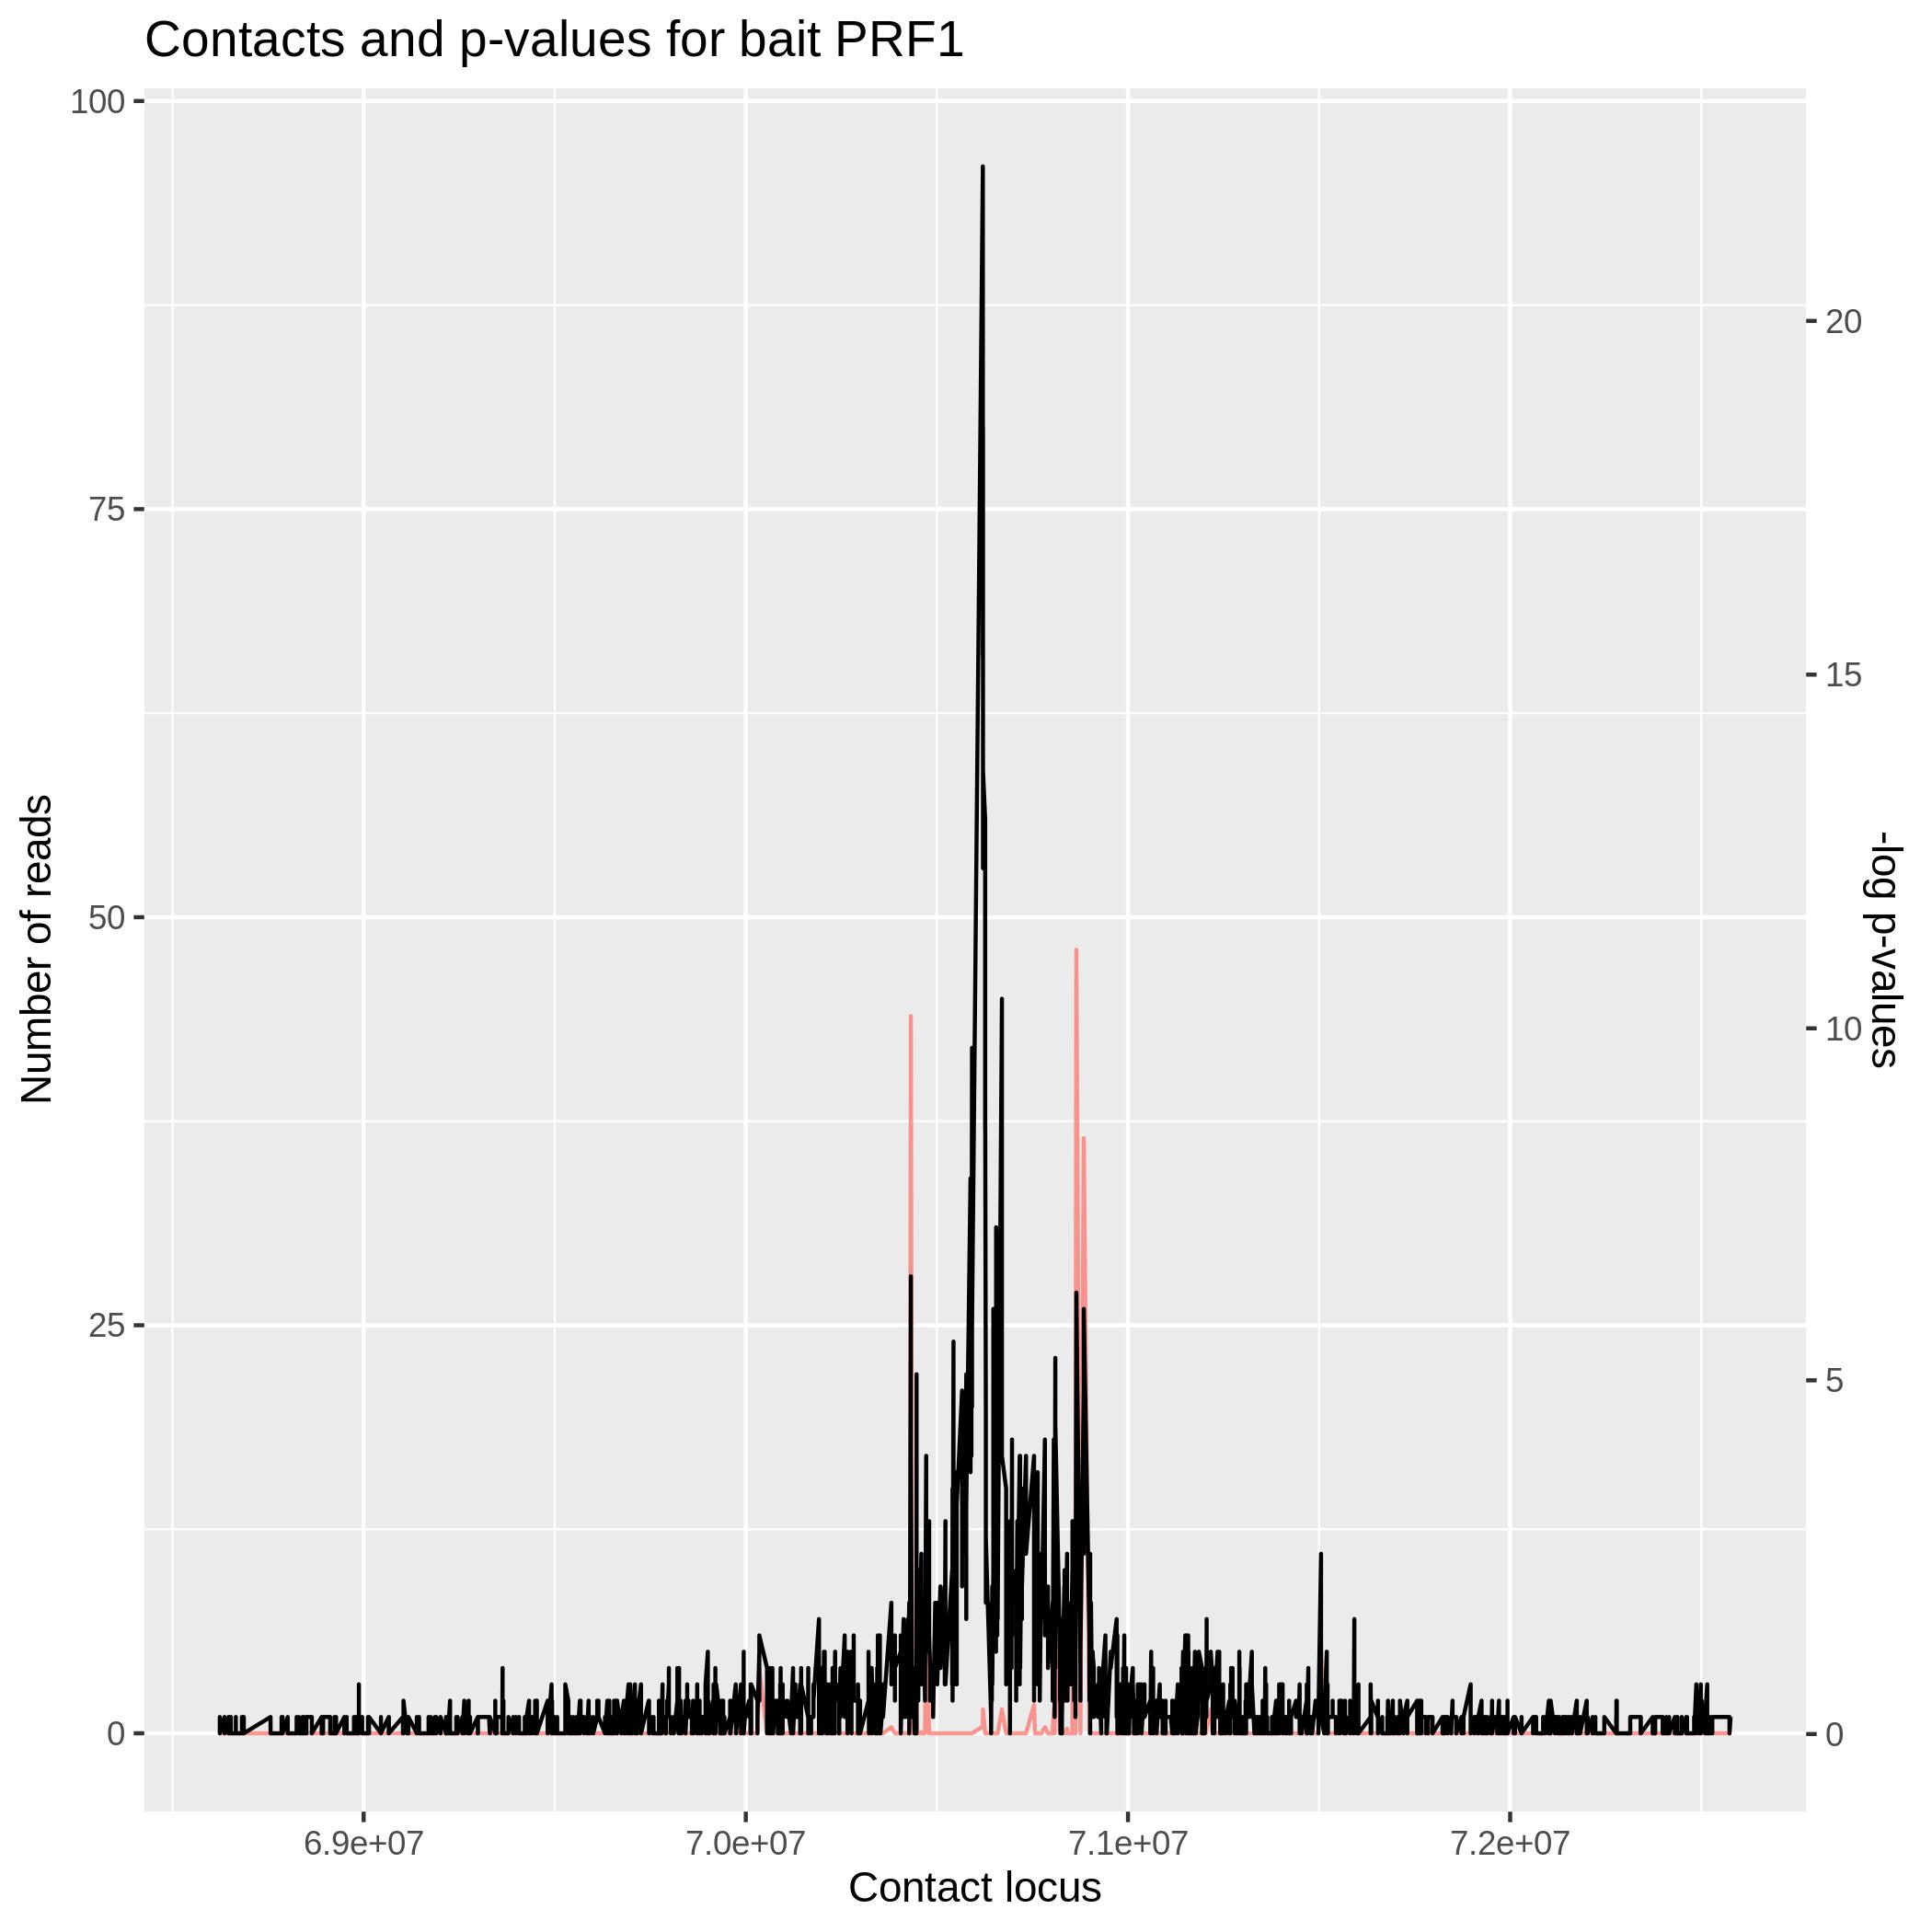 Contacts and p-values for bait PRF1
100
75
50
25
0
Number of reads
20
15
10
5
0
-log p-values
6.9e+07 7.0e+07 7.1e+07 7.2e+07
Contact locus